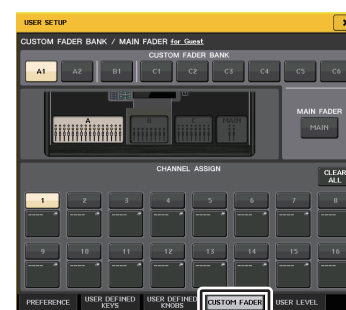 USER SETUP
CUSTOM FADER BANK / MAIN FADER for Guest
CUSTOM FADER BANK
A1 A2 B1 C1 C2 C3 C4 C5 C6
A B C MAIN
MAIN FADER
MAIN
CHANNEL ASSIGN
CLEAR ALL
1 2 3 4 5 6 7 8
---- ---- ---- ---- ---- ---- ---- ----
9 10 11 12 13 14 15 16
---- ---- ---- ---- ---- ---- ---- ----
PREFERENCE USER DEFINED KEYS USER DEFINED KNOBS CUSTOM FADER USER LEVEL